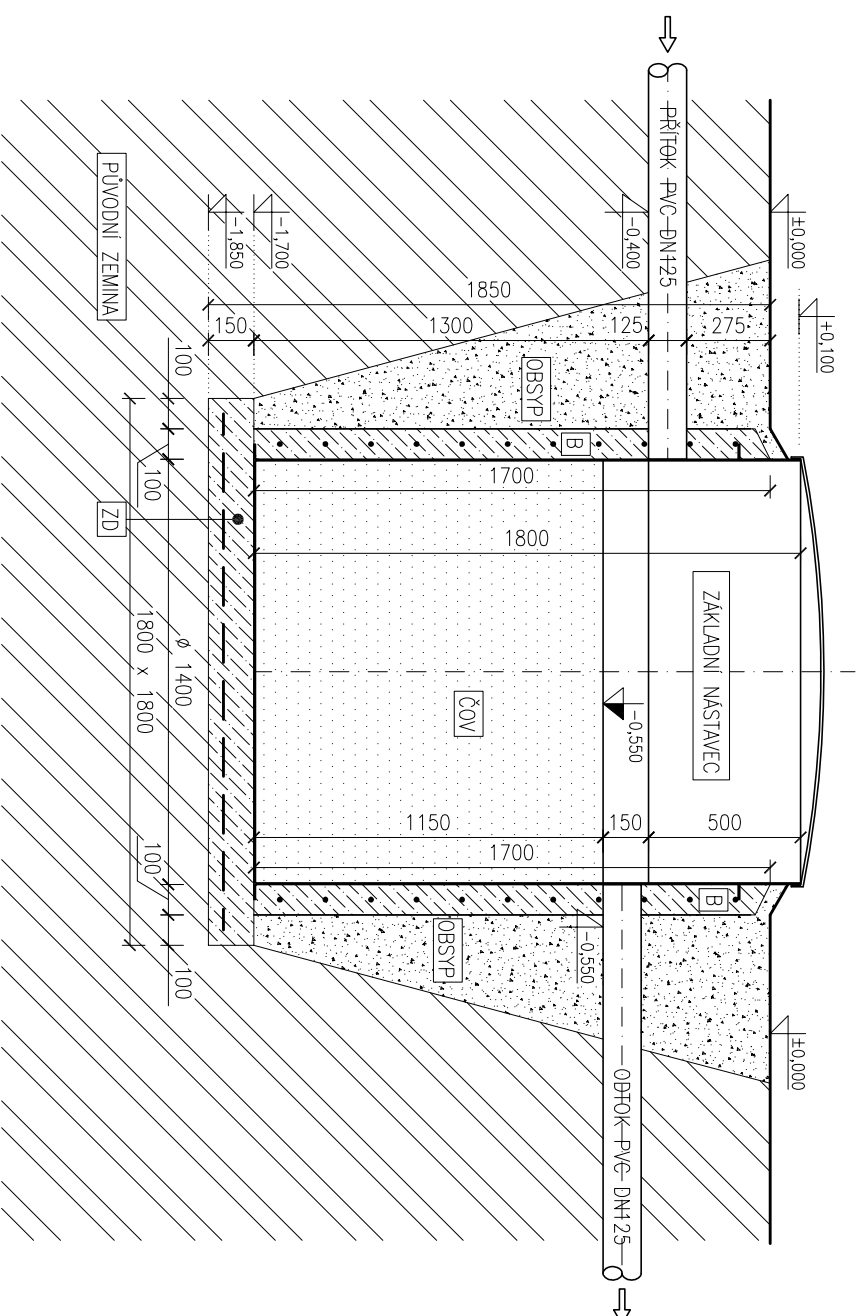 PŘÍTOK PVC DN125
±0,000
+0,100
-0,400
-1,700
-1,850
1850
150
1300
125
275
PŮVODNÍ ZEMINA
OBSYP
B
1700
1800
ZÁKLADNÍ NÁSTAVEC
-0,550
ČOV
1150
150
500
1700
B
OBSYP
-0,550
±0,000
ODTOK PVC DN125
ZD
100
100
ø 1400
100
100
1800 x 1800